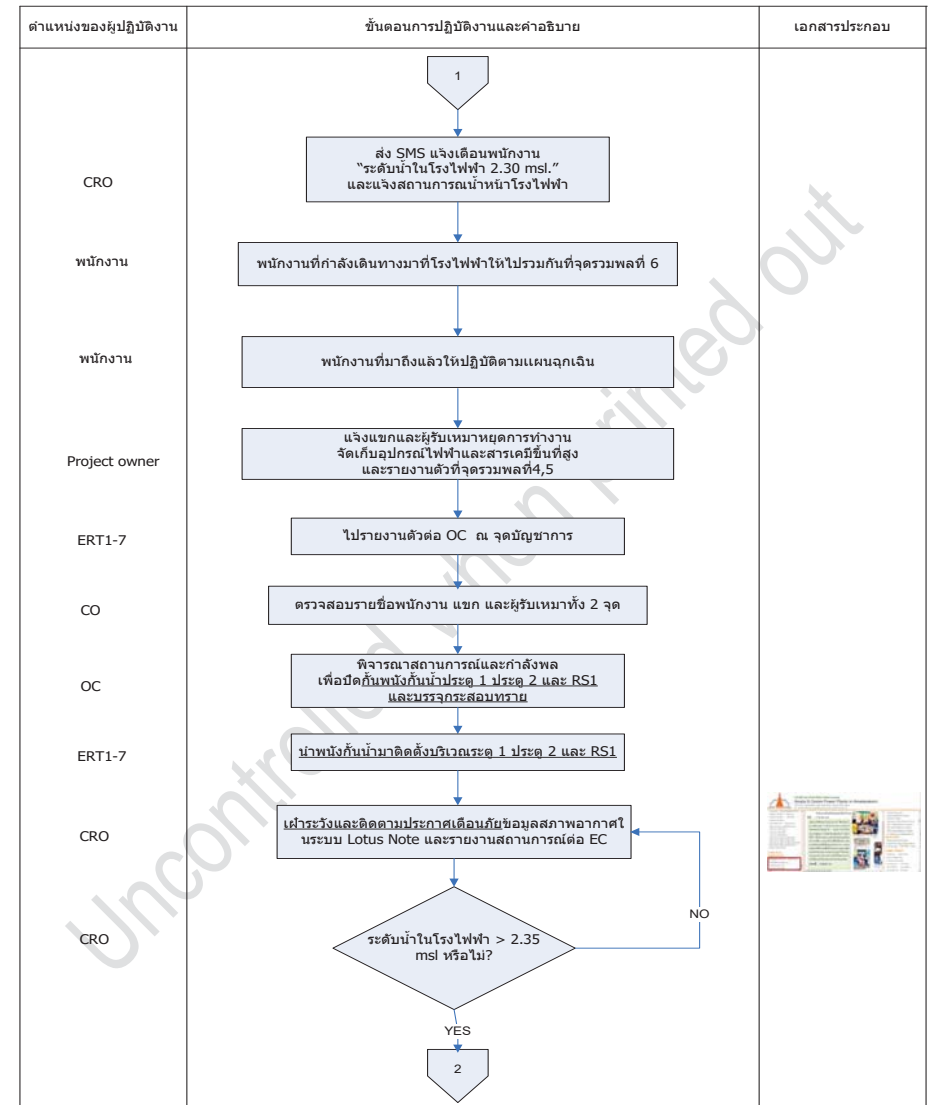 ตำแหน่งของผู้ปฏิบัติงาน
ขั้นตอนการปฏิบัติงานและคำอธิบาย
เอกสารประกอบ
1
CRO
ส่ง SMS แจ้งเตือนพนักงาน
“ระดับน้ำในโรงไฟฟ้า 2.30 msl.”
และแจ้งสถานการณ์น้ำหน้าโรงไฟฟ้า
พนักงาน
พนักงานที่กำลังเดินทางมาที่โรงไฟฟ้าให้ไปรวมกันที่จุดรวมพลที่ 6
พนักงาน
พนักงานที่มาถึงแล้วให้ปฏิบัติตามแผนฉุกเฉิน
Project owner
แจ้งแขกและผู้รับเหมาหยุดการทำงาน
จัดเก็บอุปกรณ์ไฟฟ้าและสารเคมีขึ้นที่สูง
และรายงานตัวที่จุดรวมพลที่4,5
ERT1-7
ไปรายงานตัวต่อ OC ณ จุดบัญชาการ
CO
ตรวจสอบรายชื่อพนักงาน แขก และผู้รับเหมาทั้ง 2 จุด
OC
พิจารณาสถานการณ์และกำลังพล
เพื่อปิดกั้นพนังกั้นน้ำประตู 1 ประตู 2 และ RS1
และบรรจุกระสอบทราย
ERT1-7
นำพนังกั้นน้ำมาติดตั้งบริเวณระตู 1 ประตู 2 และ RS1
CRO
เฝ้าระวังและติดตามประกาศเตือนภัยข้อมูลสภาพอากาศใ
นระบบ Lotus Note และรายงานสถานการณ์ต่อ EC
CRO
ระดับน้ำในโรงไฟฟ้า > 2.35
msl หรือไม่?
NO
YES
2
Uncontrolled when printed out